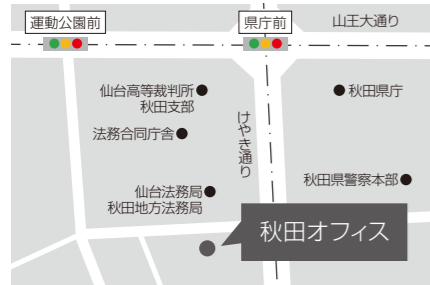 運動公園前
県庁前
山王大通り
仙台高等裁判所
秋田支部
秋田県庁
法務合同庁舎
けやき通り
秋田県警察本部
仙台法務局
秋田地方法務局
秋田オフィス